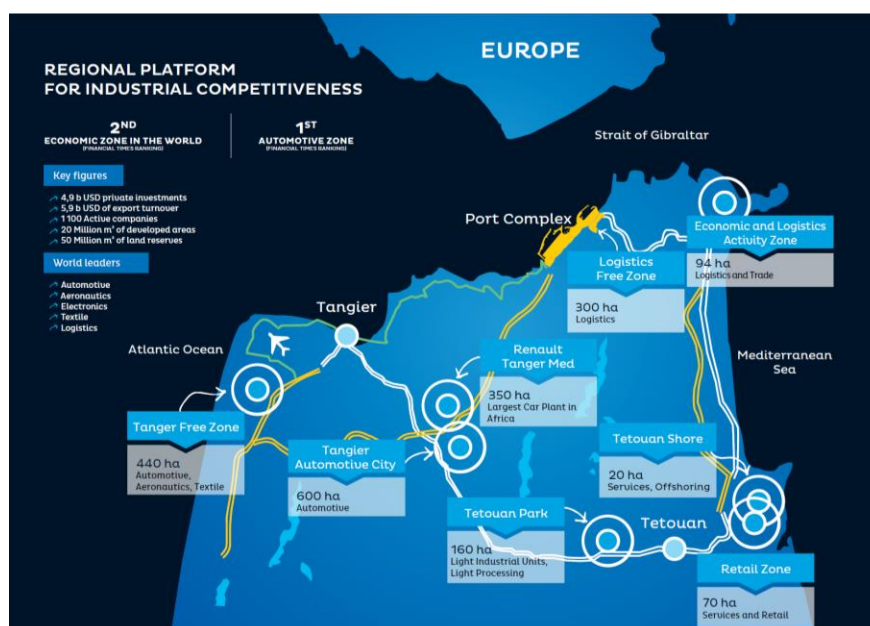 EUROPE
REGIONAL PLATFORM
FOR INDUSTRIAL COMPETITIVENESS
2ND
ECONOMIC ZONE IN THE WORLD
(FINANCIAL TIMES RANKING)
1ST
AUTOMOTIVE ZONE
(FINANCIAL TIMES RANKING)
Key figures
4,9 b USD private investments
5,9 b USD of export turnover
1 100 Active companies
20 Million m² of developed areas
50 Million m² of land reserves
World leaders
Automotive
Aeronautics
Electronics
Textile
Logistics
Strait of Gibraltar
Port Complex
Economic and Logistics
Activity Zone
94 ha
Logistics and Trade
Logistics
Free Zone
300 ha
Logistics
Tangier
Atlantic Ocean
Mediterranean
Sea
Renault
Tanger Med
350 ha
Largest Car Plant in
Africa
Tanger Free Zone
440 ha
Automotive,
Aeronautics, Textile
Tangier
Automotive City
600 ha
Automotive
Tetouan Shore
20 ha
Services, Offshoring
Tetouan Park
160 ha
Light Industrial Units,
Light Processing
Tetouan
Retail Zone
70 ha
Services and Retail